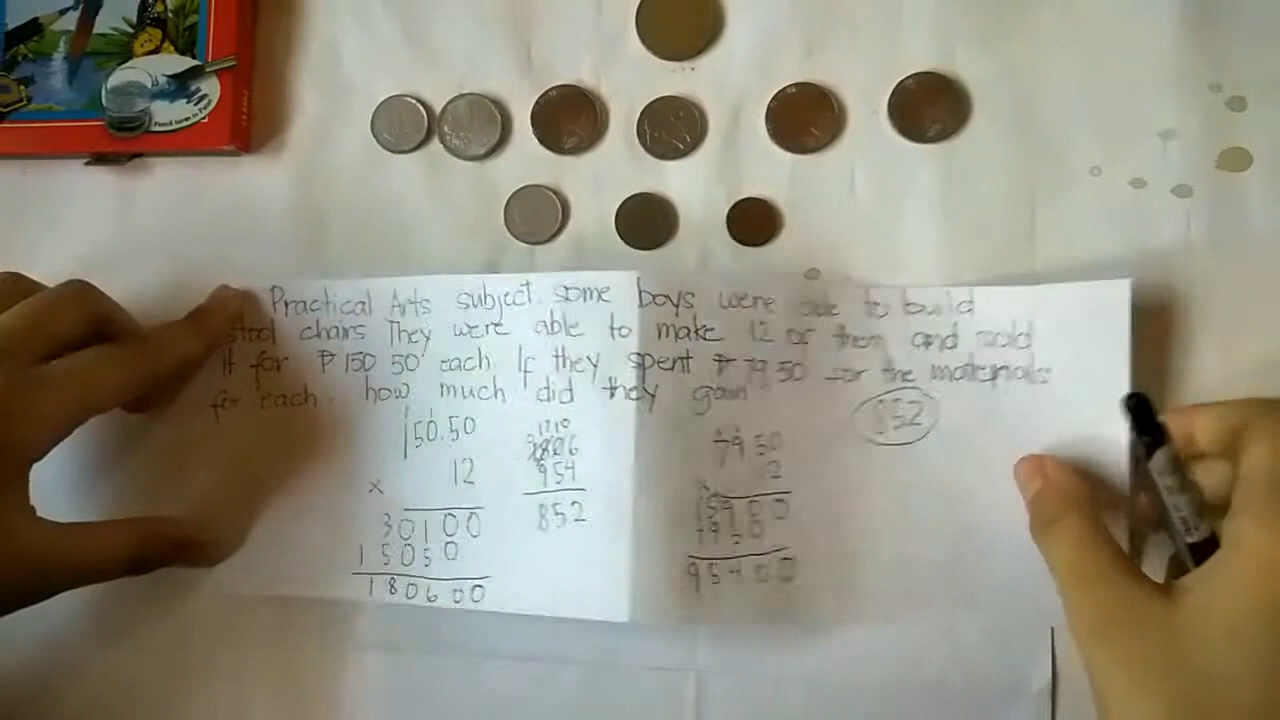 Practical Arts subject. some boys were able to build
stool chairs They were able to make 12 of them and sold
it for ₱ 150 50 each. If they spent ₱ 79 50 for the materials
for each. how much did they gain
852
150.50
x 12
30100
15050
180600
1710
1806
954
852
7950
x 12
15900
7950
95400